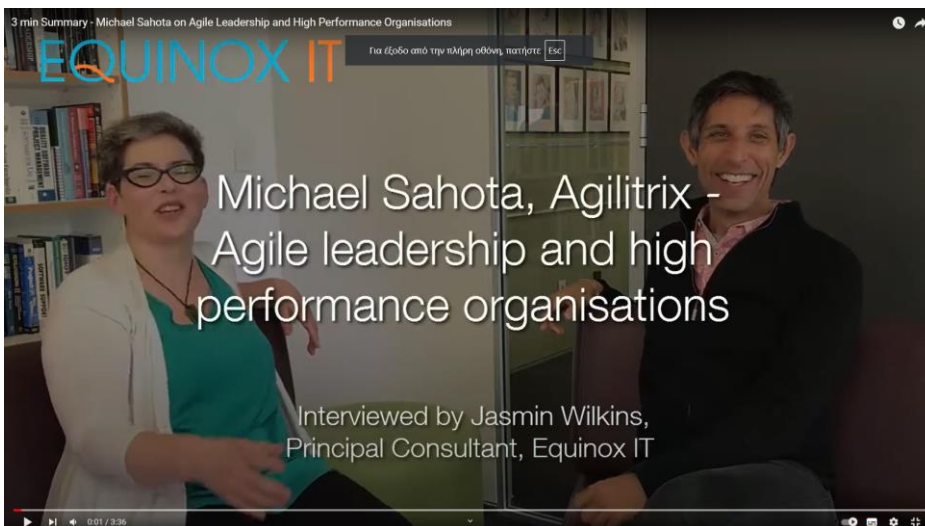 3 min Summary - Michael Sahota on Agile Leadership and High Performance Organisations
EQUINOX IT
Για έξοδο από την πλήρη οθόνη, πατήστε Esc
Michael Sahota, Agilitrix -
Agile leadership and high
performance organisations
Interviewed by Jasmin Wilkins,
Principal Consultant, Equinox IT
0:01 / 3:36